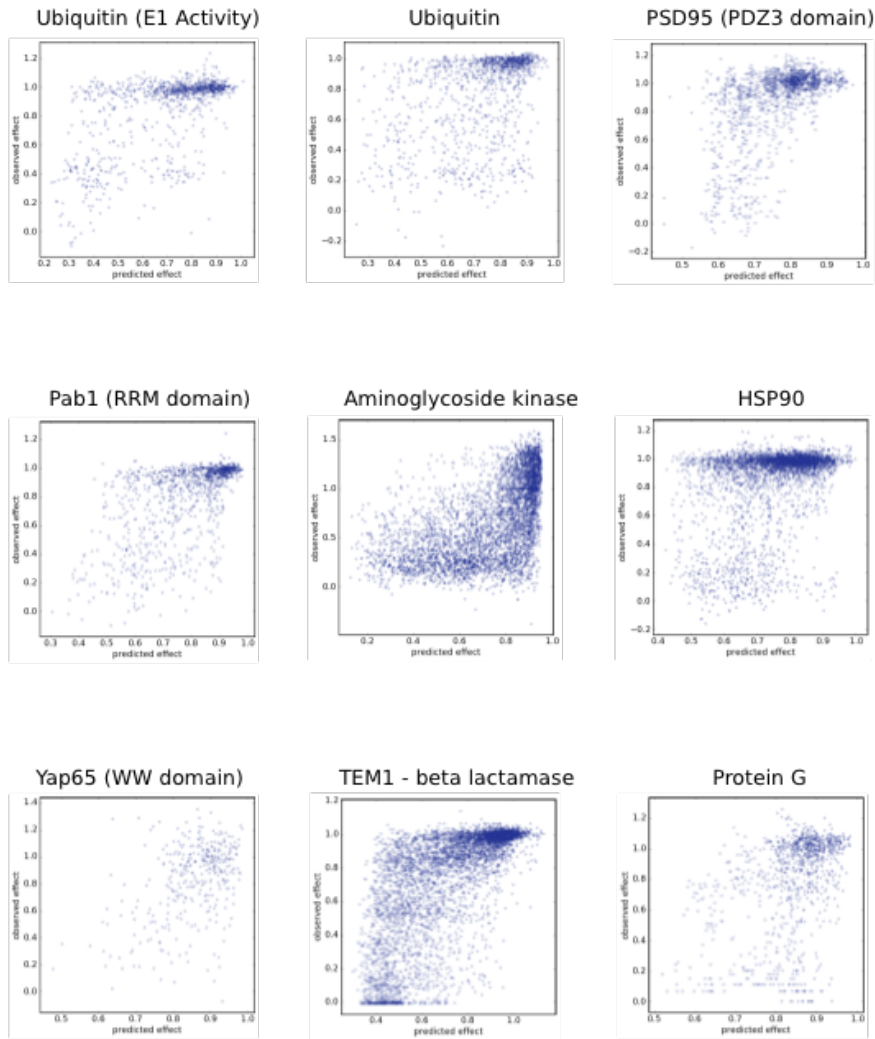 Ubiquitin (E1 Activity)
Ubiquitin
PSD95 (PDZ3 domain)
1.2
1.0
0.8
0.6
0.4
0.2
0.0
observed effect
0.2 0.3 0.4 0.5 0.6 0.7 0.8 0.9 1.0
predicted effect
1.0
0.8
0.6
0.4
0.2
0.0
−0.2
observed effect
0.3 0.4 0.5 0.6 0.7 0.8 0.9 1.0
predicted effect
1.2
1.0
0.8
0.6
0.4
0.2
0.0
−0.2
observed effect
0.5 0.6 0.7 0.8 0.9 1.0
predicted effect
Pab1 (RRM domain)
Aminoglycoside kinase
HSP90
1.2
1.0
0.8
0.6
0.4
0.2
0.0
observed effect
0.3 0.4 0.5 0.6 0.7 0.8 0.9 1.0
predicted effect
1.5
1.0
0.5
0.0
observed effect
0.2 0.4 0.6 0.8 1.0
predicted effect
1.2
1.0
0.8
0.6
0.4
0.2
0.0
−0.2
observed effect
0.4 0.5 0.6 0.7 0.8 0.9 1.0
predicted effect
Yap65 (WW domain)
TEM1 - beta lactamase
Protein G
1.4
1.2
1.0
0.8
0.6
0.4
0.2
0.0
observed effect
0.5 0.6 0.7 0.8 0.9 1.0
predicted effect
1.2
1.0
0.8
0.6
0.4
0.2
0.0
observed effect
0.4 0.6 0.8 1.0
predicted effect
1.2
1.0
0.8
0.6
0.4
0.2
0.0
observed effect
0.5 0.6 0.7 0.8 0.9 1.0
predicted effect